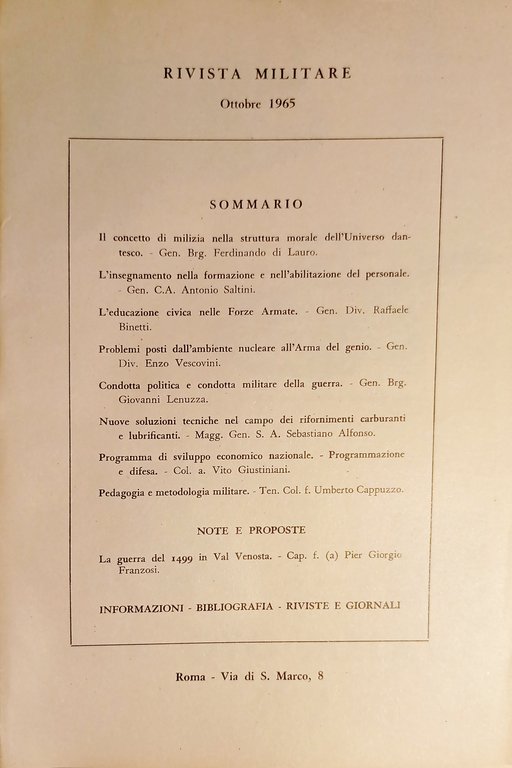 RIVISTA MILITARE
Ottobre 1965
SOMMARIO
Il concetto di milizia nella struttura morale dell'Universo dan-
tesco. - Gen. Brg. Ferdinando di Lauro.
L'insegnamento nella formazione e nell'abilitazione del personale.
- Gen. C.A. Antonio Saltini.
L'educazione civica nelle Forze Armate. - Gen. Div. Raffaele
Binetti.
Problemi posti dall'ambiente nucleare all'Arma del genio. - Gen.
Div. Enzo Vescovini.
Condotta politica e condotta militare della guerra. - Gen. Brg.
Giovanni Lenuzza.
Nuove soluzioni tecniche nel campo dei rifornimenti carburanti
e lubrificanti. - Magg. Gen. S. A. Sebastiano Alfonso.
Programma di sviluppo economico nazionale. - Programmazione
e difesa. - Col. a. Vito Giustiniani.
Pedagogia e metodologia militare. - Ten. Col. f. Umberto Cappuzzo.
NOTE E PROPOSTE
La guerra del 1499 in Val Venosta. - Cap. f. (a) Pier Giorgio
Franzosi.
INFORMAZIONI - BIBLIOGRAFIA - RIVISTE E GIORNALI
Roma - Via di S. Marco, 8